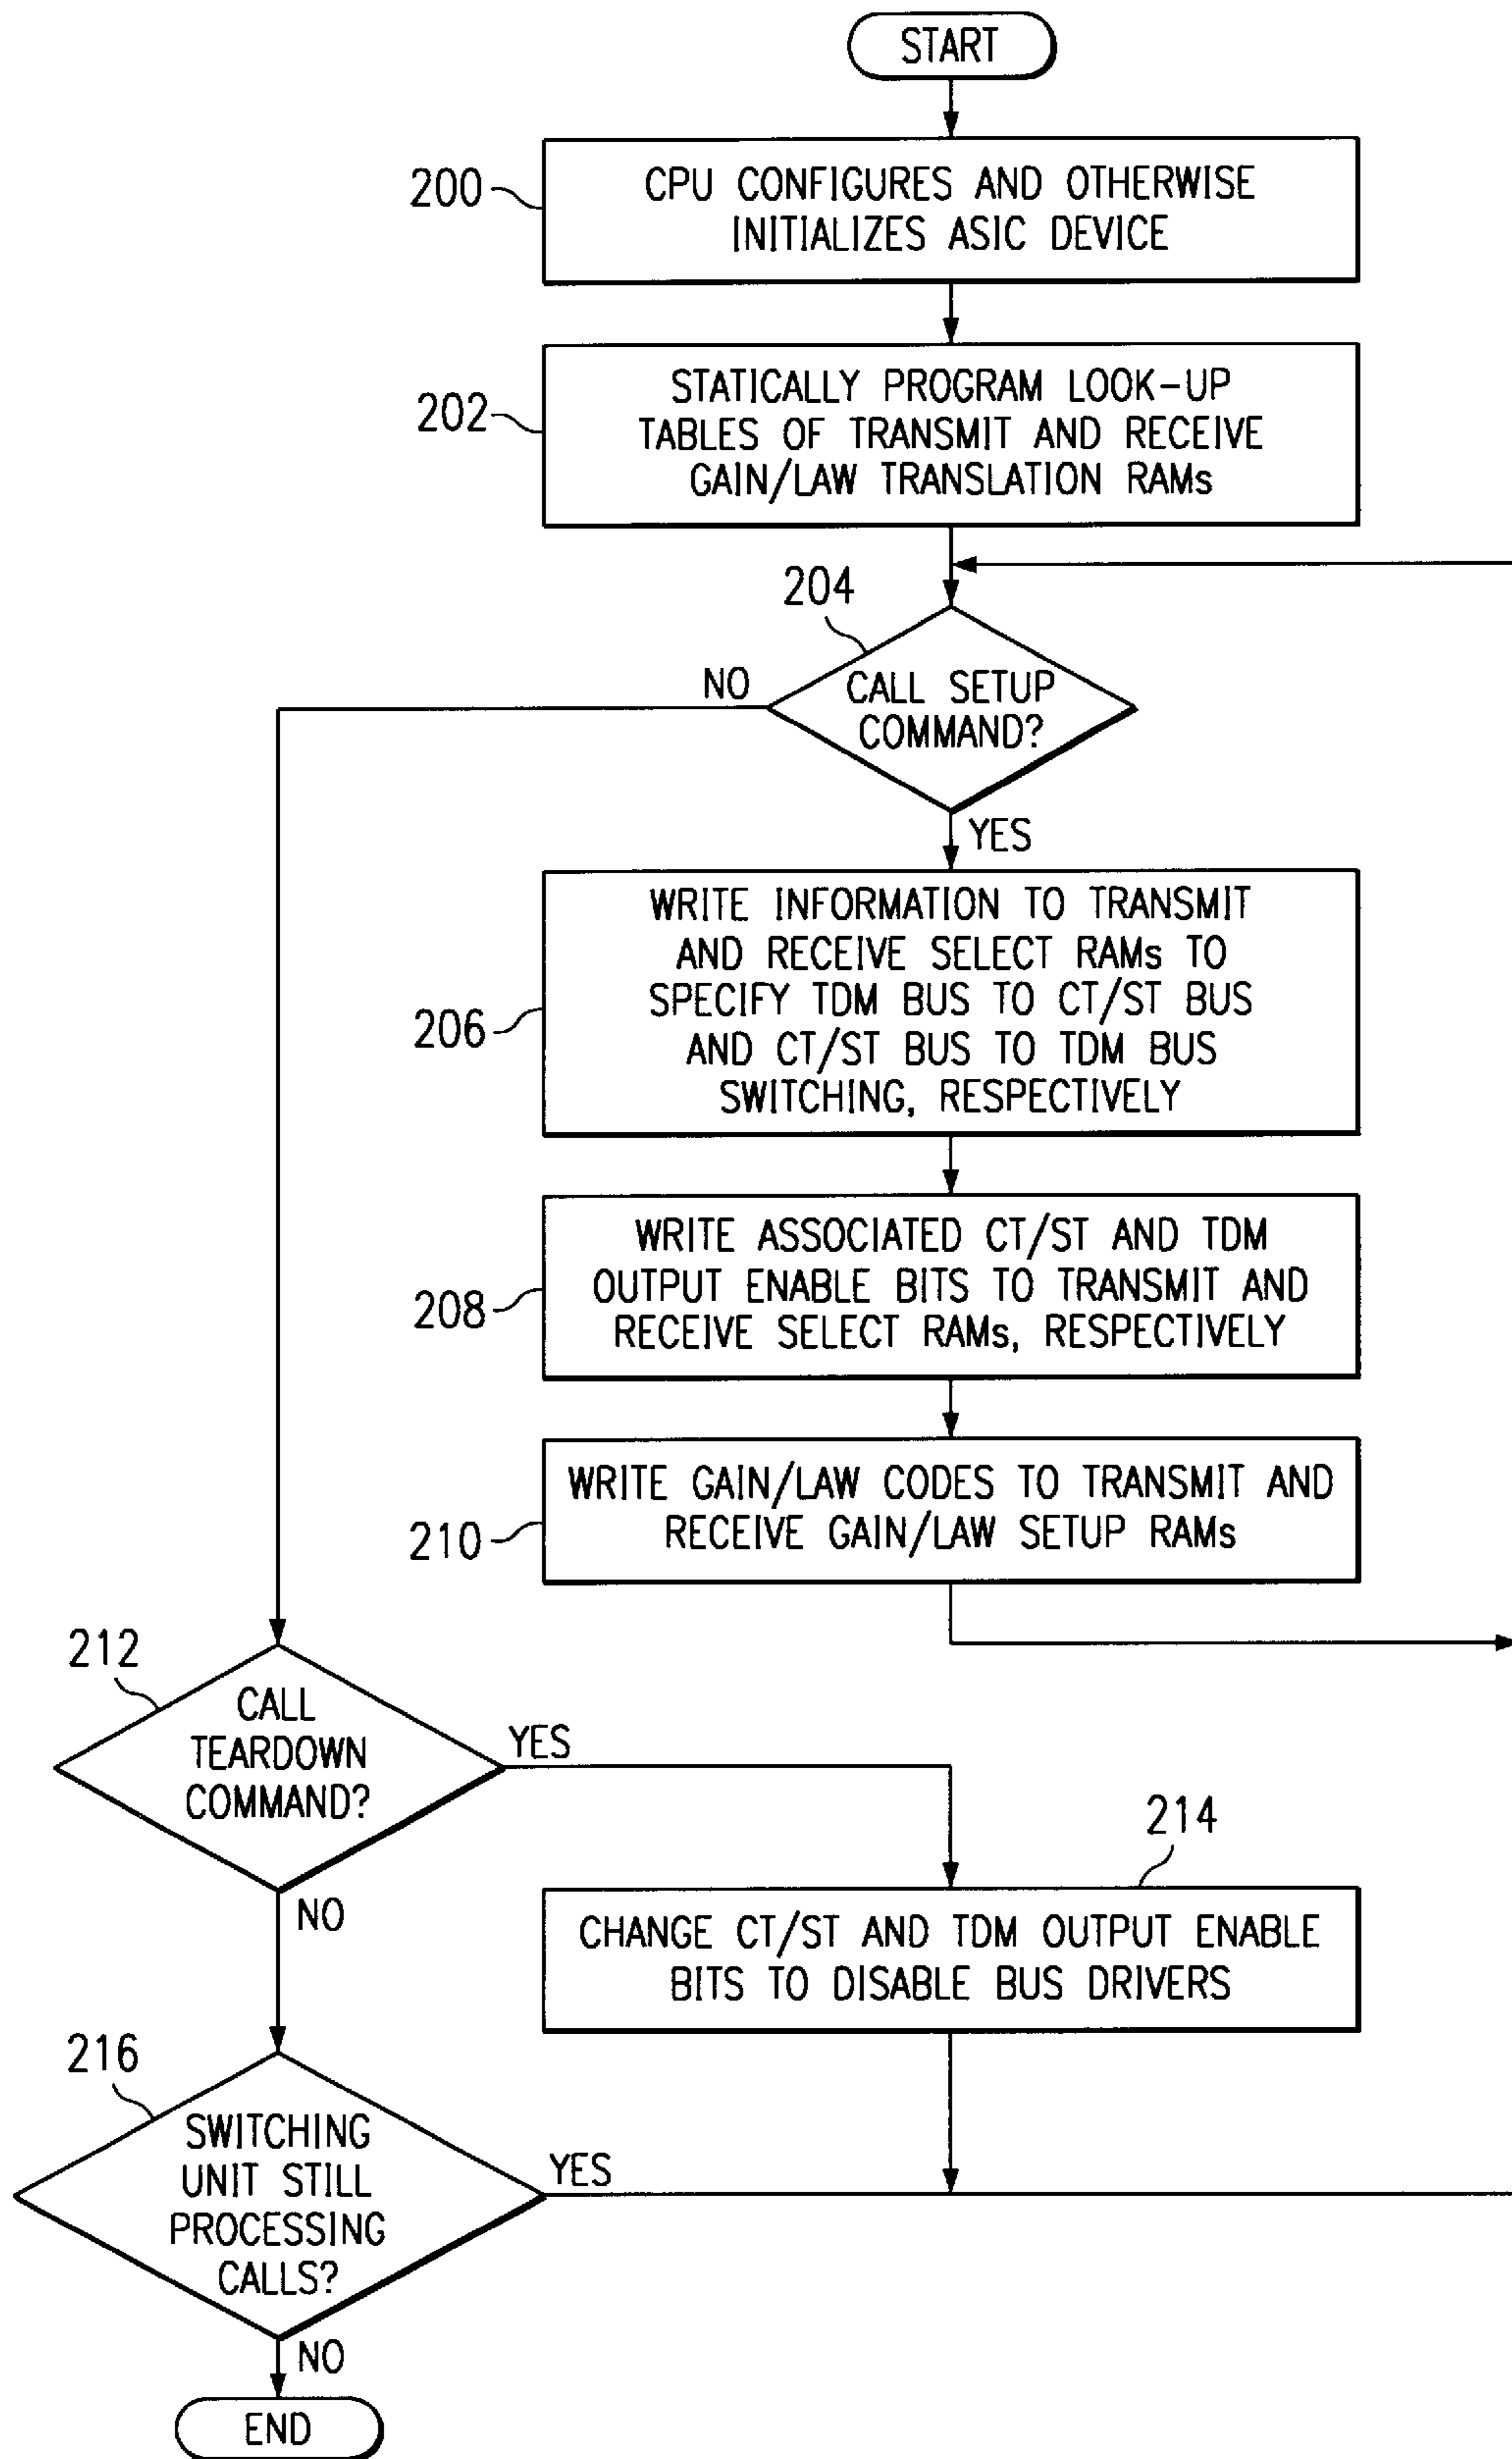 START
200
CPU CONFIGURES AND OTHERWISE
INITIALIZES ASIC DEVICE
202
STATICALLY PROGRAM LOOK-UP
TABLES OF TRANSMIT AND RECEIVE
GAIN/LAW TRANSLATION RAMs
204
NO
CALL SETUP
COMMAND?
YES
206
WRITE INFORMATION TO TRANSMIT
AND RECEIVE SELECT RAMs TO
SPECIFY TDM BUS TO CT/ST BUS
AND CT/ST BUS TO TDM BUS
SWITCHING, RESPECTIVELY
208
WRITE ASSOCIATED CT/ST AND TDM
OUTPUT ENABLE BITS TO TRANSMIT AND
RECEIVE SELECT RAMs, RESPECTIVELY
210
WRITE GAIN/LAW CODES TO TRANSMIT AND
RECEIVE GAIN/LAW SETUP RAMs
212
CALL
TEARDOWN
COMMAND?
YES
NO
214
CHANGE CT/ST AND TDM OUTPUT ENABLE
BITS TO DISABLE BUS DRIVERS
216
SWITCHING
UNIT STILL
PROCESSING
CALLS?
YES
NO
END